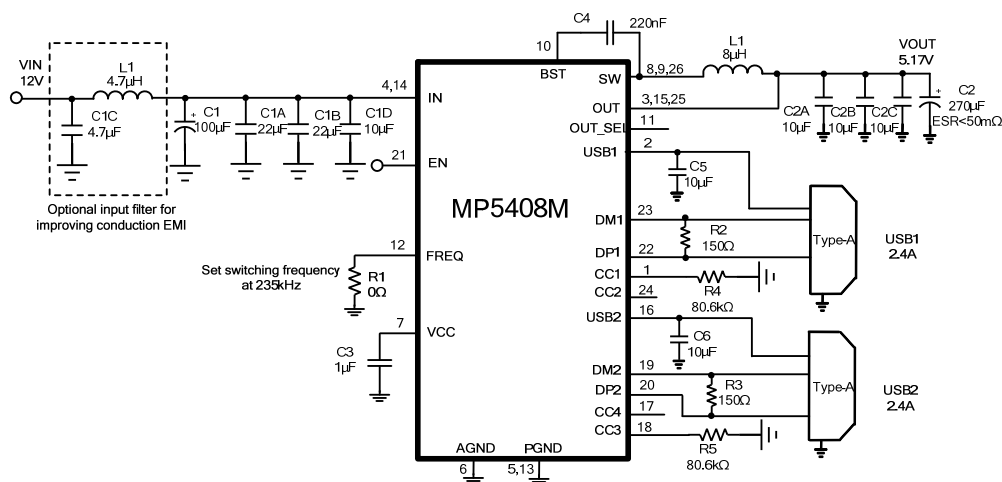 VIN
12V
L1
4.7µH
C1C
4.7µF
Optional input filter for
improving conduction EMI
C1
100µF
+
C1A
22µF
C1B
22µF
C1D
10µF
4,14
IN
21
EN
Set switching frequency
at 235kHz
R1
0Ω
12
FREQ
C3
1µF
7
VCC
MP5408M
AGND
6
PGND
5,13
10
BST
C4
220nF
SW
8,9,26
L1
8µH
VOUT
5.17V
OUT
3,15,25
C2A
10µF
C2B
10µF
C2C
10µF
+
C2
270µF
ESR<50mΩ
OUT_SEL
11
USB1
2
C5
10µF
DM1
23
R2
150Ω
DP1
22
Type-A
USB1
2.4A
CC1
1
R4
80.6kΩ
CC2
24
USB2
16
C6
10µF
DM2
19
R3
150Ω
DP2
20
Type-A
USB2
2.4A
CC4
17
CC3
18
R5
80.6kΩ